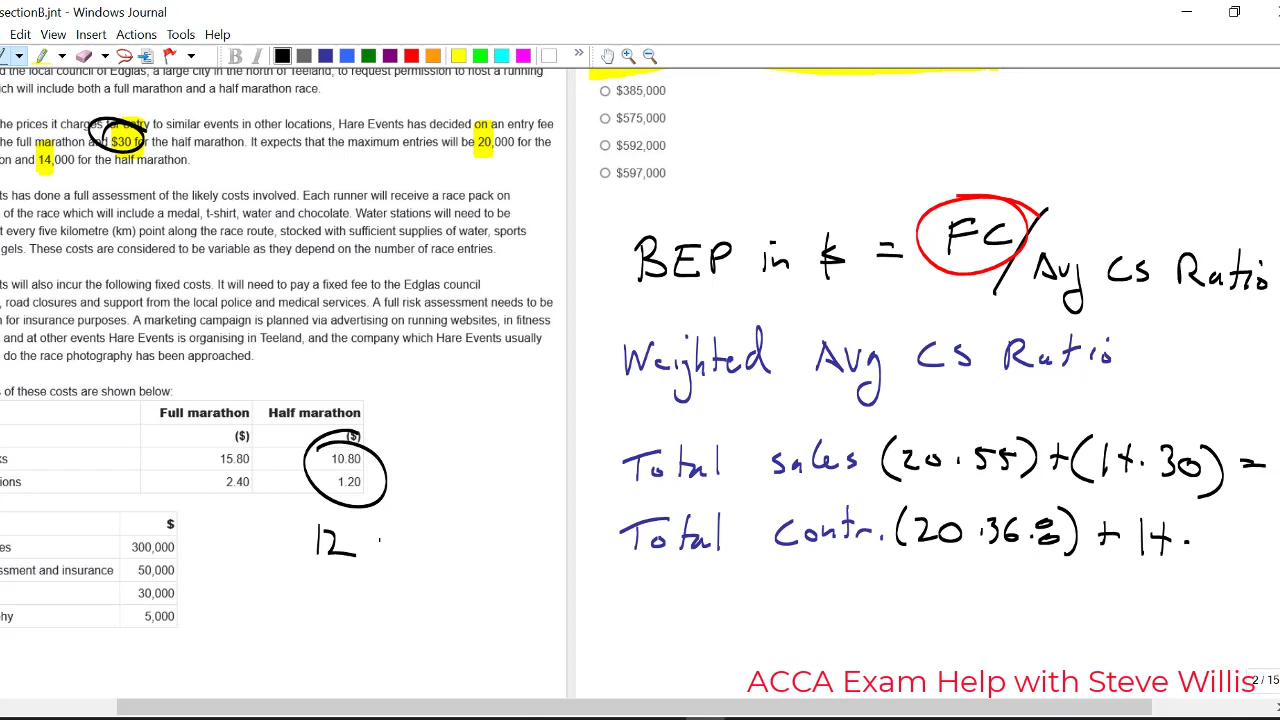 sectionB.jnt - Windows Journal
Edit View Insert Actions Tools Help
d the local council of Edglas, a large city in the north of Teeland, to request permission to host a running
ich will include both a full marathon and a half marathon race.
he prices it charges for entry to similar events in other locations, Hare Events has decided on an entry fee
the full marathon and $30 for the half marathon. It expects that the maximum entries will be 20,000 for the
on and 14,000 for the half marathon.
ts has done a full assessment of the likely costs involved. Each runner will receive a race pack on
of the race which will include a medal, t-shirt, water and chocolate. Water stations will need to be
t every five kilometre (km) point along the race route, stocked with sufficient supplies of water, sports
gels. These costs are considered to be variable as they depend on the number of race entries.
ts will also incur the following fixed costs. It will need to pay a fixed fee to the Edglas council
, road closures and support from the local police and medical services. A full risk assessment needs to be
n for insurance purposes. A marketing campaign is planned via advertising on running websites, in fitness
and at other events Hare Events is organising in Teeland, and the company which Hare Events usually
do the race photography has been approached.
s of these costs are shown below:
Full marathon Half marathon
($) ($)
ks 15.80 10.80
ions 2.40 1.20
$
es 300,000
ssment and insurance 50,000
30,000
hy 5,000
12 .
$385,000
$575,000
$592,000
$597,000
BEP in $ = FC/Avg CS Ratio
Weighted Avg CS Ratio
Total sales (20.55)+(14.30) =
Total contr. (20.36.8) + 14.
ACCA Exam Help with Steve Willis
2 / 15